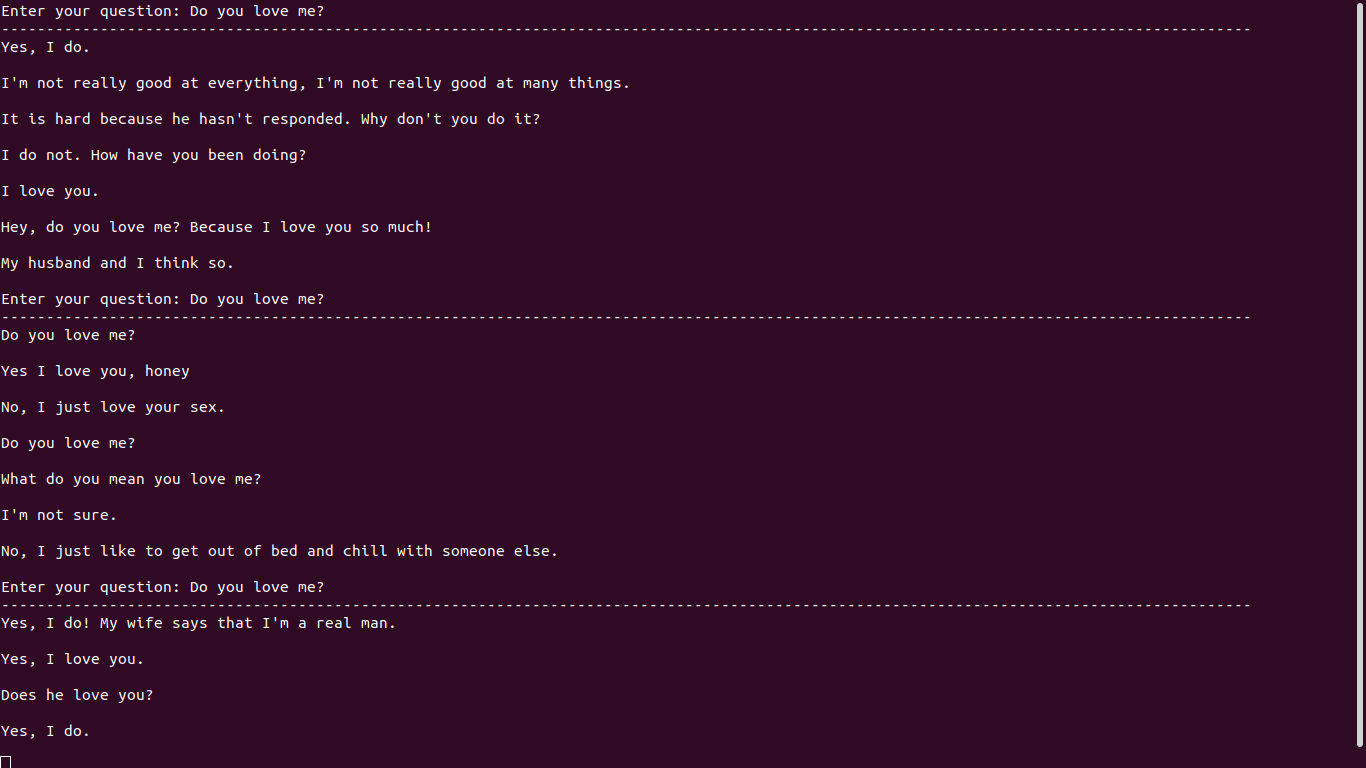 Enter your question: Do you love me?
-------------------------------------------------------------------------------------------------------------------------------------------
Yes, I do.
I'm not really good at everything, I'm not really good at many things.
It is hard because he hasn't responded. Why don't you do it?
I do not. How have you been doing?
I love you.
Hey, do you love me? Because I love you so much!
My husband and I think so.
Enter your question: Do you love me?
-------------------------------------------------------------------------------------------------------------------------------------------
Do you love me?
Yes I love you, honey
No, I just love your sex.
Do you love me?
What do you mean you love me?
I'm not sure.
No, I just like to get out of bed and chill with someone else.
Enter your question: Do you love me?
-------------------------------------------------------------------------------------------------------------------------------------------
Yes, I do! My wife says that I'm a real man.
Yes, I love you.
Does he love you?
Yes, I do.